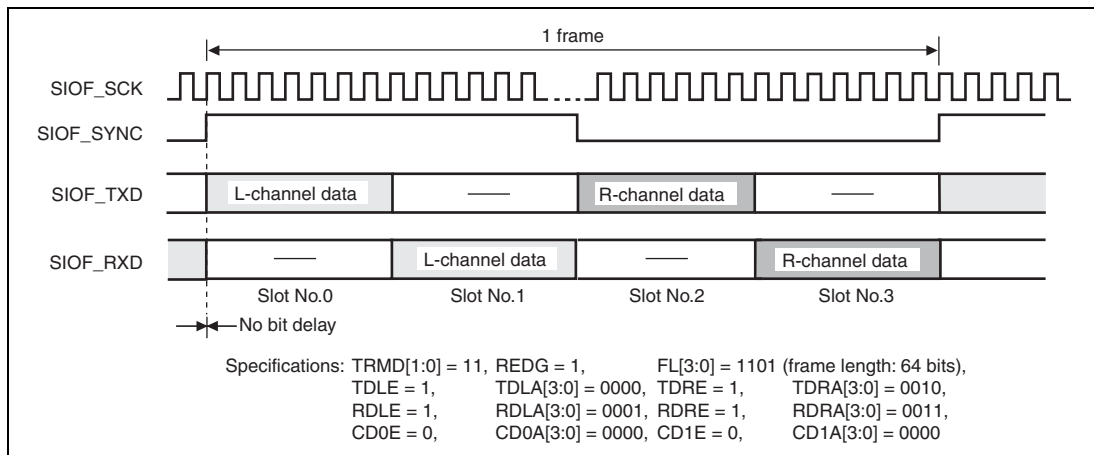 1 frame
SIOF_SCK
SIOF_SYNC
SIOF_TXD L-channel data — R-channel data —
SIOF_RXD — L-channel data — R-channel data
Slot No.0 Slot No.1 Slot No.2 Slot No.3
No bit delay
Specifications: TRMD[1:0] = 11, REDG = 1, FL[3:0] = 1101 (frame length: 64 bits),
TDLE = 1, TDLA[3:0] = 0000, TDRE = 1, TDRA[3:0] = 0010,
RDLE = 1, RDLA[3:0] = 0001, RDRE = 1, RDRA[3:0] = 0011,
CD0E = 0, CD0A[3:0] = 0000, CD1E = 0, CD1A[3:0] = 0000